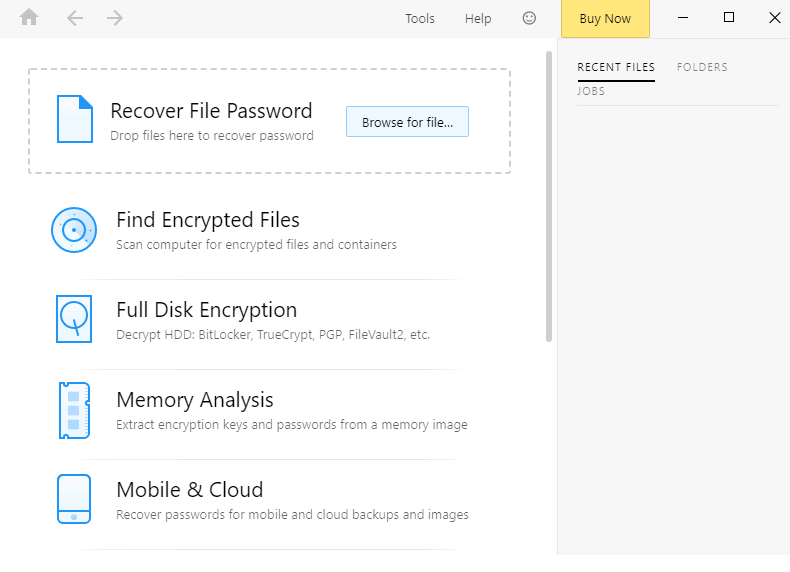 Tools Help Buy Now
RECENT FILES FOLDERS
JOBS
Recover File Password
Drop files here to recover password
Browse for file...
Find Encrypted Files
Scan computer for encrypted files and containers
Full Disk Encryption
Decrypt HDD: BitLocker, TrueCrypt, PGP, FileVault2, etc.
Memory Analysis
Extract encryption keys and passwords from a memory image
Mobile & Cloud
Recover passwords for mobile and cloud backups and images